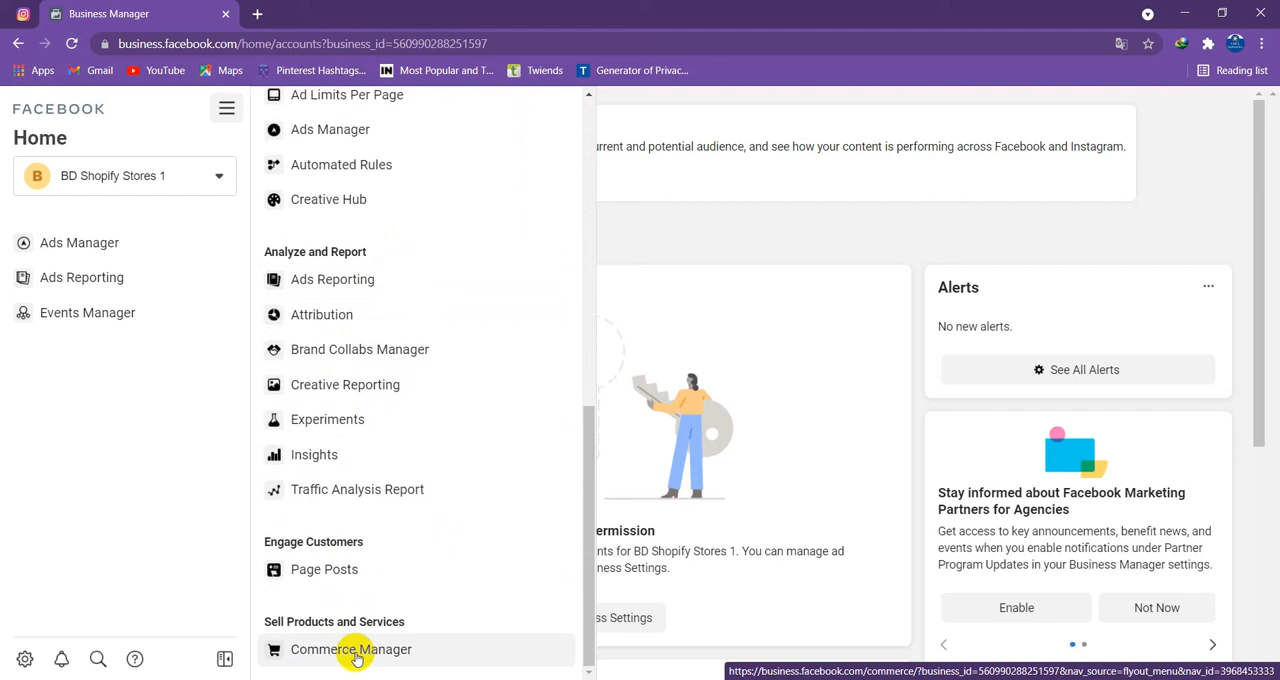 Business Manager
business.facebook.com/home/accounts?business_id=560990288251597
Apps
Gmail
YouTube
Maps
Pinterest Hashtags...
Most Popular and T...
Twiends
Generator of Privac...
Reading list
FACEBOOK
Home
B BD Shopify Stores 1
Ads Manager
Ads Reporting
Events Manager
Ad Limits Per Page
Ads Manager
Automated Rules
Creative Hub
Analyze and Report
Ads Reporting
Attribution
Brand Collabs Manager
Creative Reporting
Experiments
Insights
Traffic Analysis Report
Engage Customers
Page Posts
Sell Products and Services
Commerce Manager
urrent and potential audience, and see how your content is performing across Facebook and Instagram.
ermission
nts for BD Shopify Stores 1. You can manage ad
ness Settings.
ss Settings
Alerts
No new alerts.
See All Alerts
Stay informed about Facebook Marketing
Partners for Agencies
Get access to key announcements, benefit news, and
events when you enable notifications under Partner
Program Updates in your Business Manager settings.
Enable
Not Now
https://business.facebook.com/commerce/?business_id=560990288251597&nav_source=flyout_menu&nav_id=3968453333